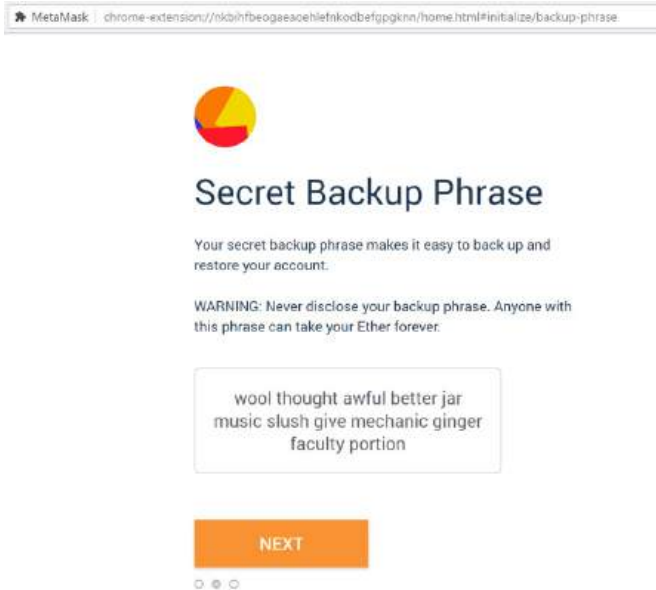 MetaMask chrome-extension://nkbihfbeogaeaoehlefnkodbefgpgknn/home.html#initialize/backup-phrase
Secret Backup Phrase
Your secret backup phrase makes it easy to back up and
restore your account.
WARNING: Never disclose your backup phrase. Anyone with
this phrase can take your Ether forever.
wool thought awful better jar
music slush give mechanic ginger
faculty portion
NEXT